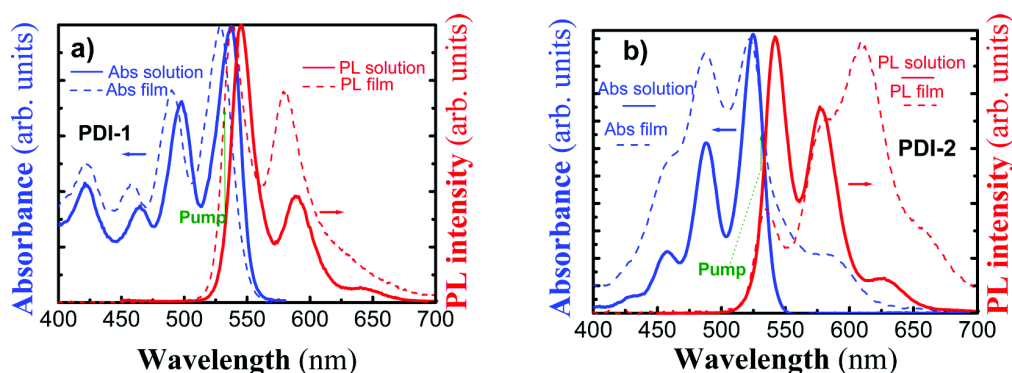 a)
Abs solution
Abs film
PDI-1
PL solution
PL film
Pump
Absorbance (arb. units)
PL intensity (arb. units)
400 450 500 550 600 650 700
Wavelength (nm)
b)
Abs solution
Abs film
PL solution
PL film
PDI-2
Pump
Absorbance (arb. units)
PL intensity (arb. units)
400 450 500 550 600 650 700
Wavelength (nm)